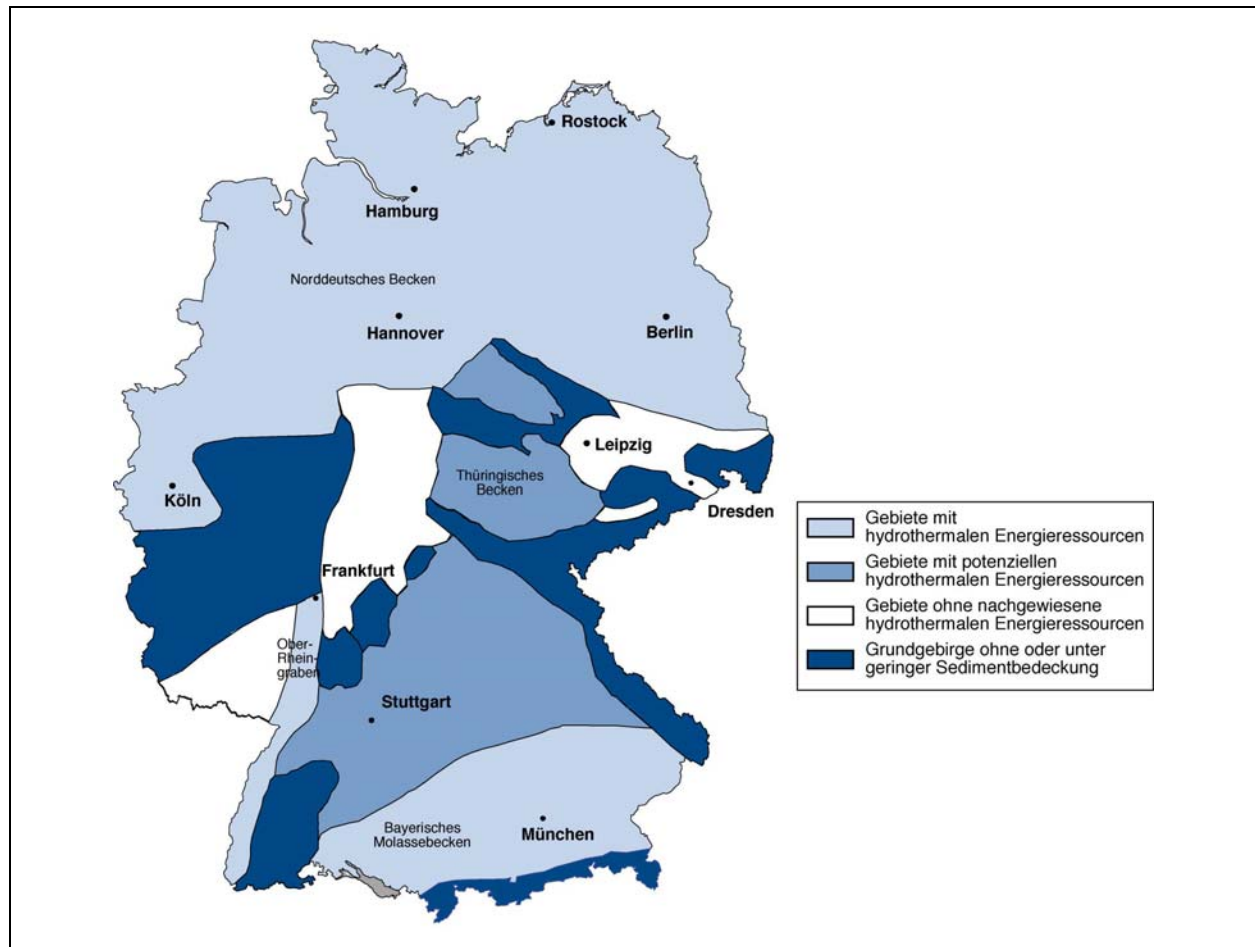 Rostock
Hamburg
Norddeutsches Becken
Hannover
Berlin
Leipzig
Thüringisches
Becken
Köln
Dresden
Frankfurt
Ober-
Rhein-
graben
Stuttgart
Bayerisches
Molassebecken
München
Gebiete mit
hydrothermalen Energieressourcen
Gebiete mit potenziellen
hydrothermalen Energieressourcen
Gebiete ohne nachgewiesene
hydrothermalen Energieressourcen
Grundgebirge ohne oder unter
geringer Sedimentbedeckung